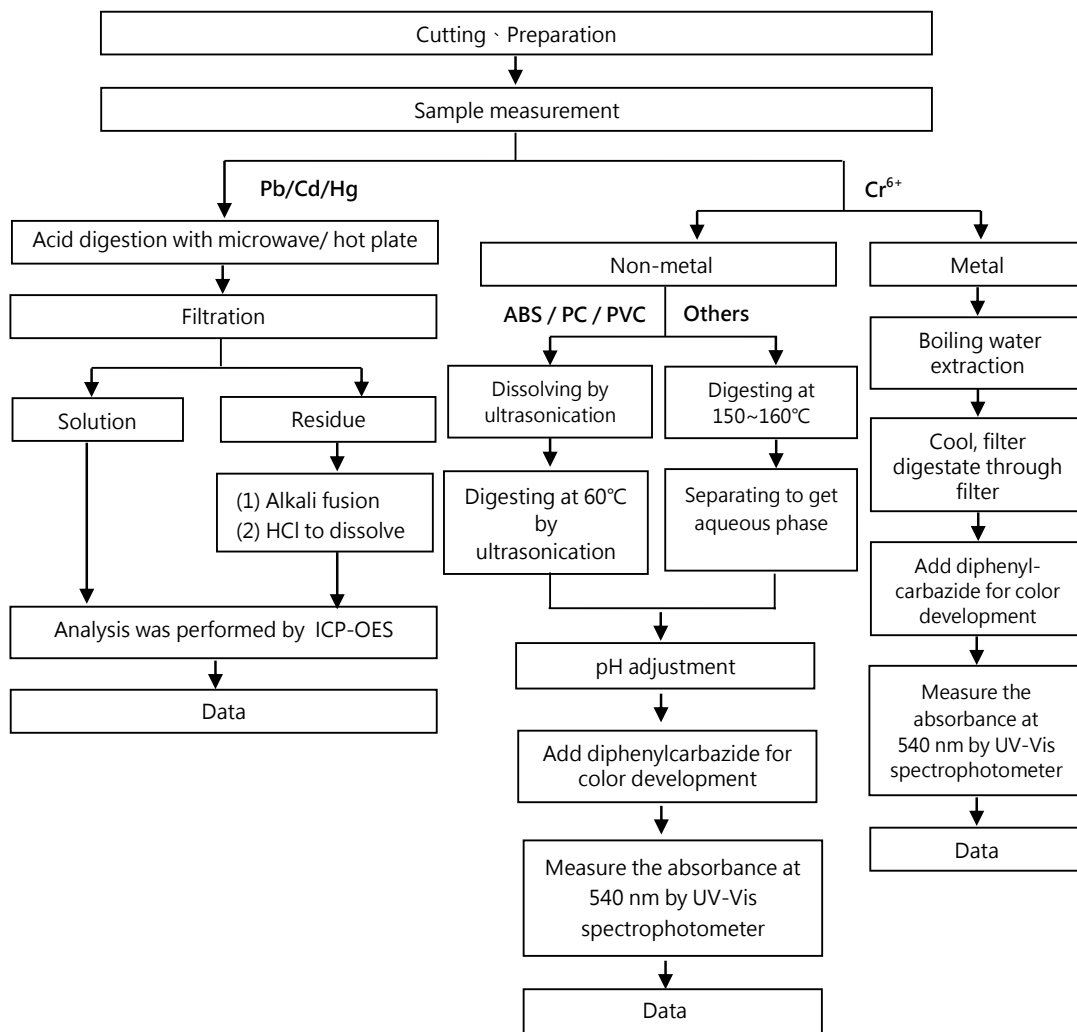 Cutting、Preparation
Sample measurement
Pb/Cd/Hg
Cr⁶⁺
Acid digestion with microwave/ hot plate
Filtration
Solution
Residue
(1) Alkali fusion
(2) HCl to dissolve
Analysis was performed by ICP-OES
Data
Non-metal
ABS / PC / PVC
Others
Dissolving by
ultrasonication
Digesting at
150~160℃
Digesting at 60℃
by
ultrasonication
Separating to get
aqueous phase
pH adjustment
Add diphenylcarbazide for
color development
Measure the absorbance at
540 nm by UV-Vis
spectrophotometer
Data
Metal
Boiling water
extraction
Cool, filter
digestate through
filter
Add diphenyl-
carbazide for color
development
Measure the
absorbance at
540 nm by UV-Vis
spectrophotometer
Data